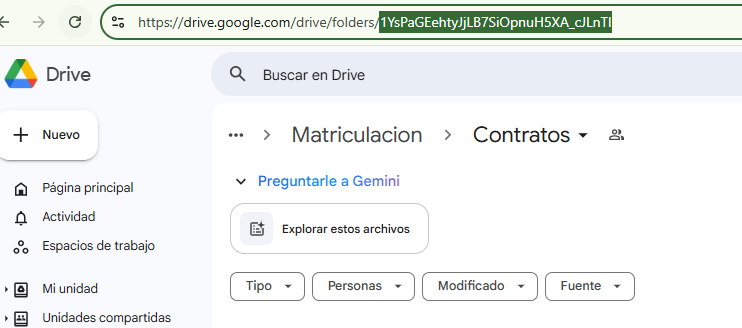 https://drive.google.com/drive/folders/1YsPaGEehtyJjLB7SiOpnuH5XA_cJLnTI
Drive
Buscar en Drive
Nuevo
... > Matriculacion > Contratos
Preguntarle a Gemini
Página principal
Actividad
Explorar estos archivos
Espacios de trabajo
Tipo Personas Modificado Fuente
Mi unidad
Unidades compartidas